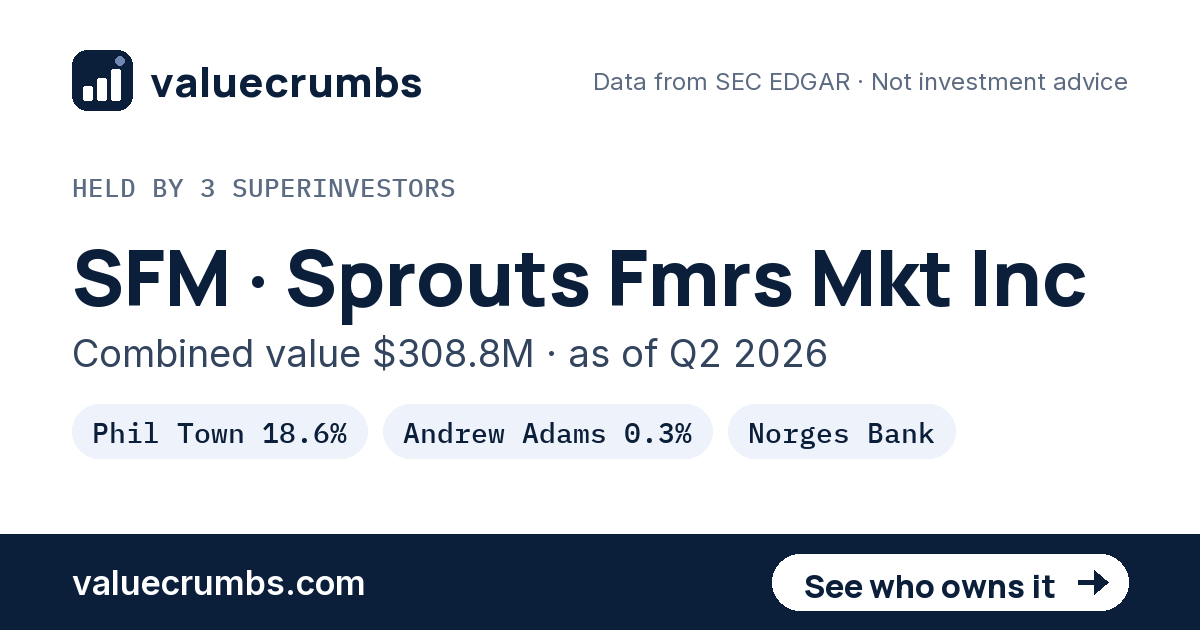 valuecrumbs
Data from SEC EDGAR · Not investment advice
HELD BY 3 SUPERINVESTORS
SFM · Sprouts Fmrs Mkt Inc
Combined value $308.8M · as of Q2 2026
Phil Town 18.6%
Andrew Adams 0.3%
Norges Bank
valuecrumbs.com
See who owns it →